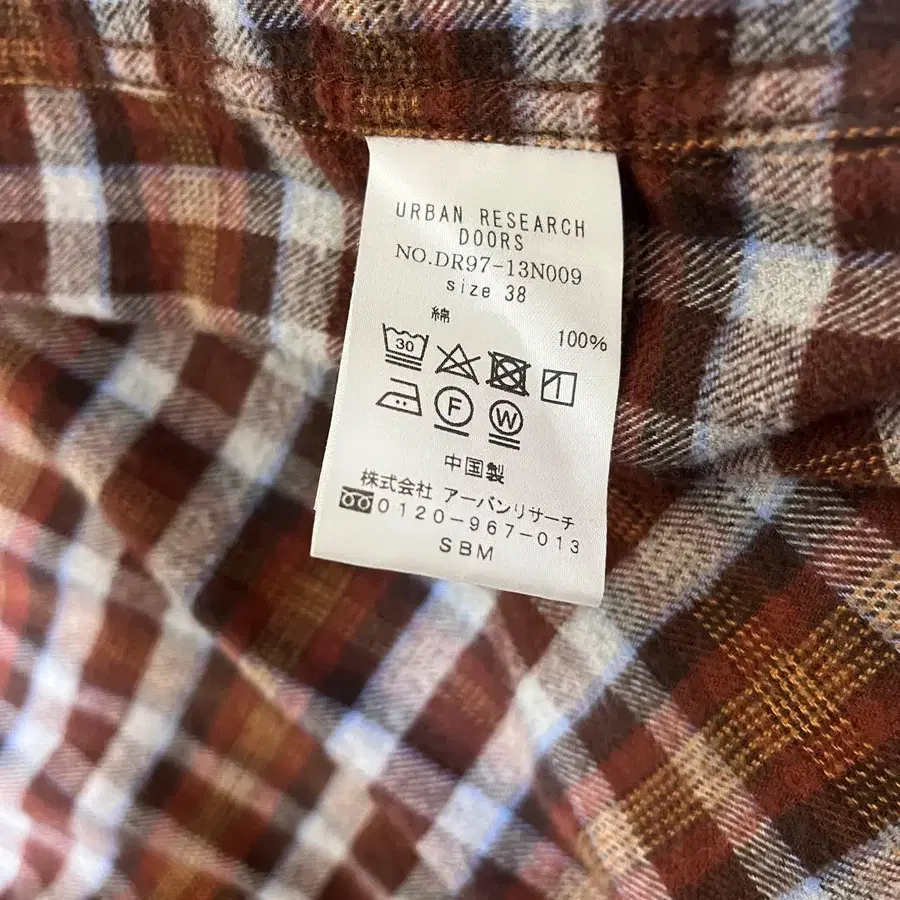 URBAN RESEARCH
DOORS
NO.DR97-13N009
size 38
綿 100%
30
F W
中国製
株式会社 アーバンリサーチ
0120-967-013
SBM